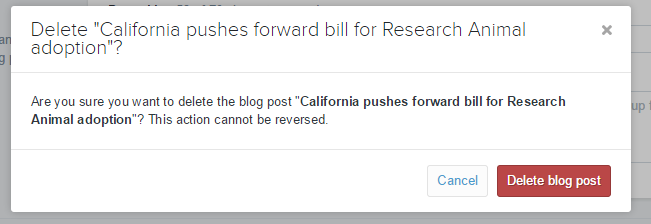 Delete "California pushes forward bill for Research Animal
adoption"?
×
Are you sure you want to delete the blog post "California pushes forward bill for Research
Animal adoption"? This action cannot be reversed.
up
Cancel
Delete blog post